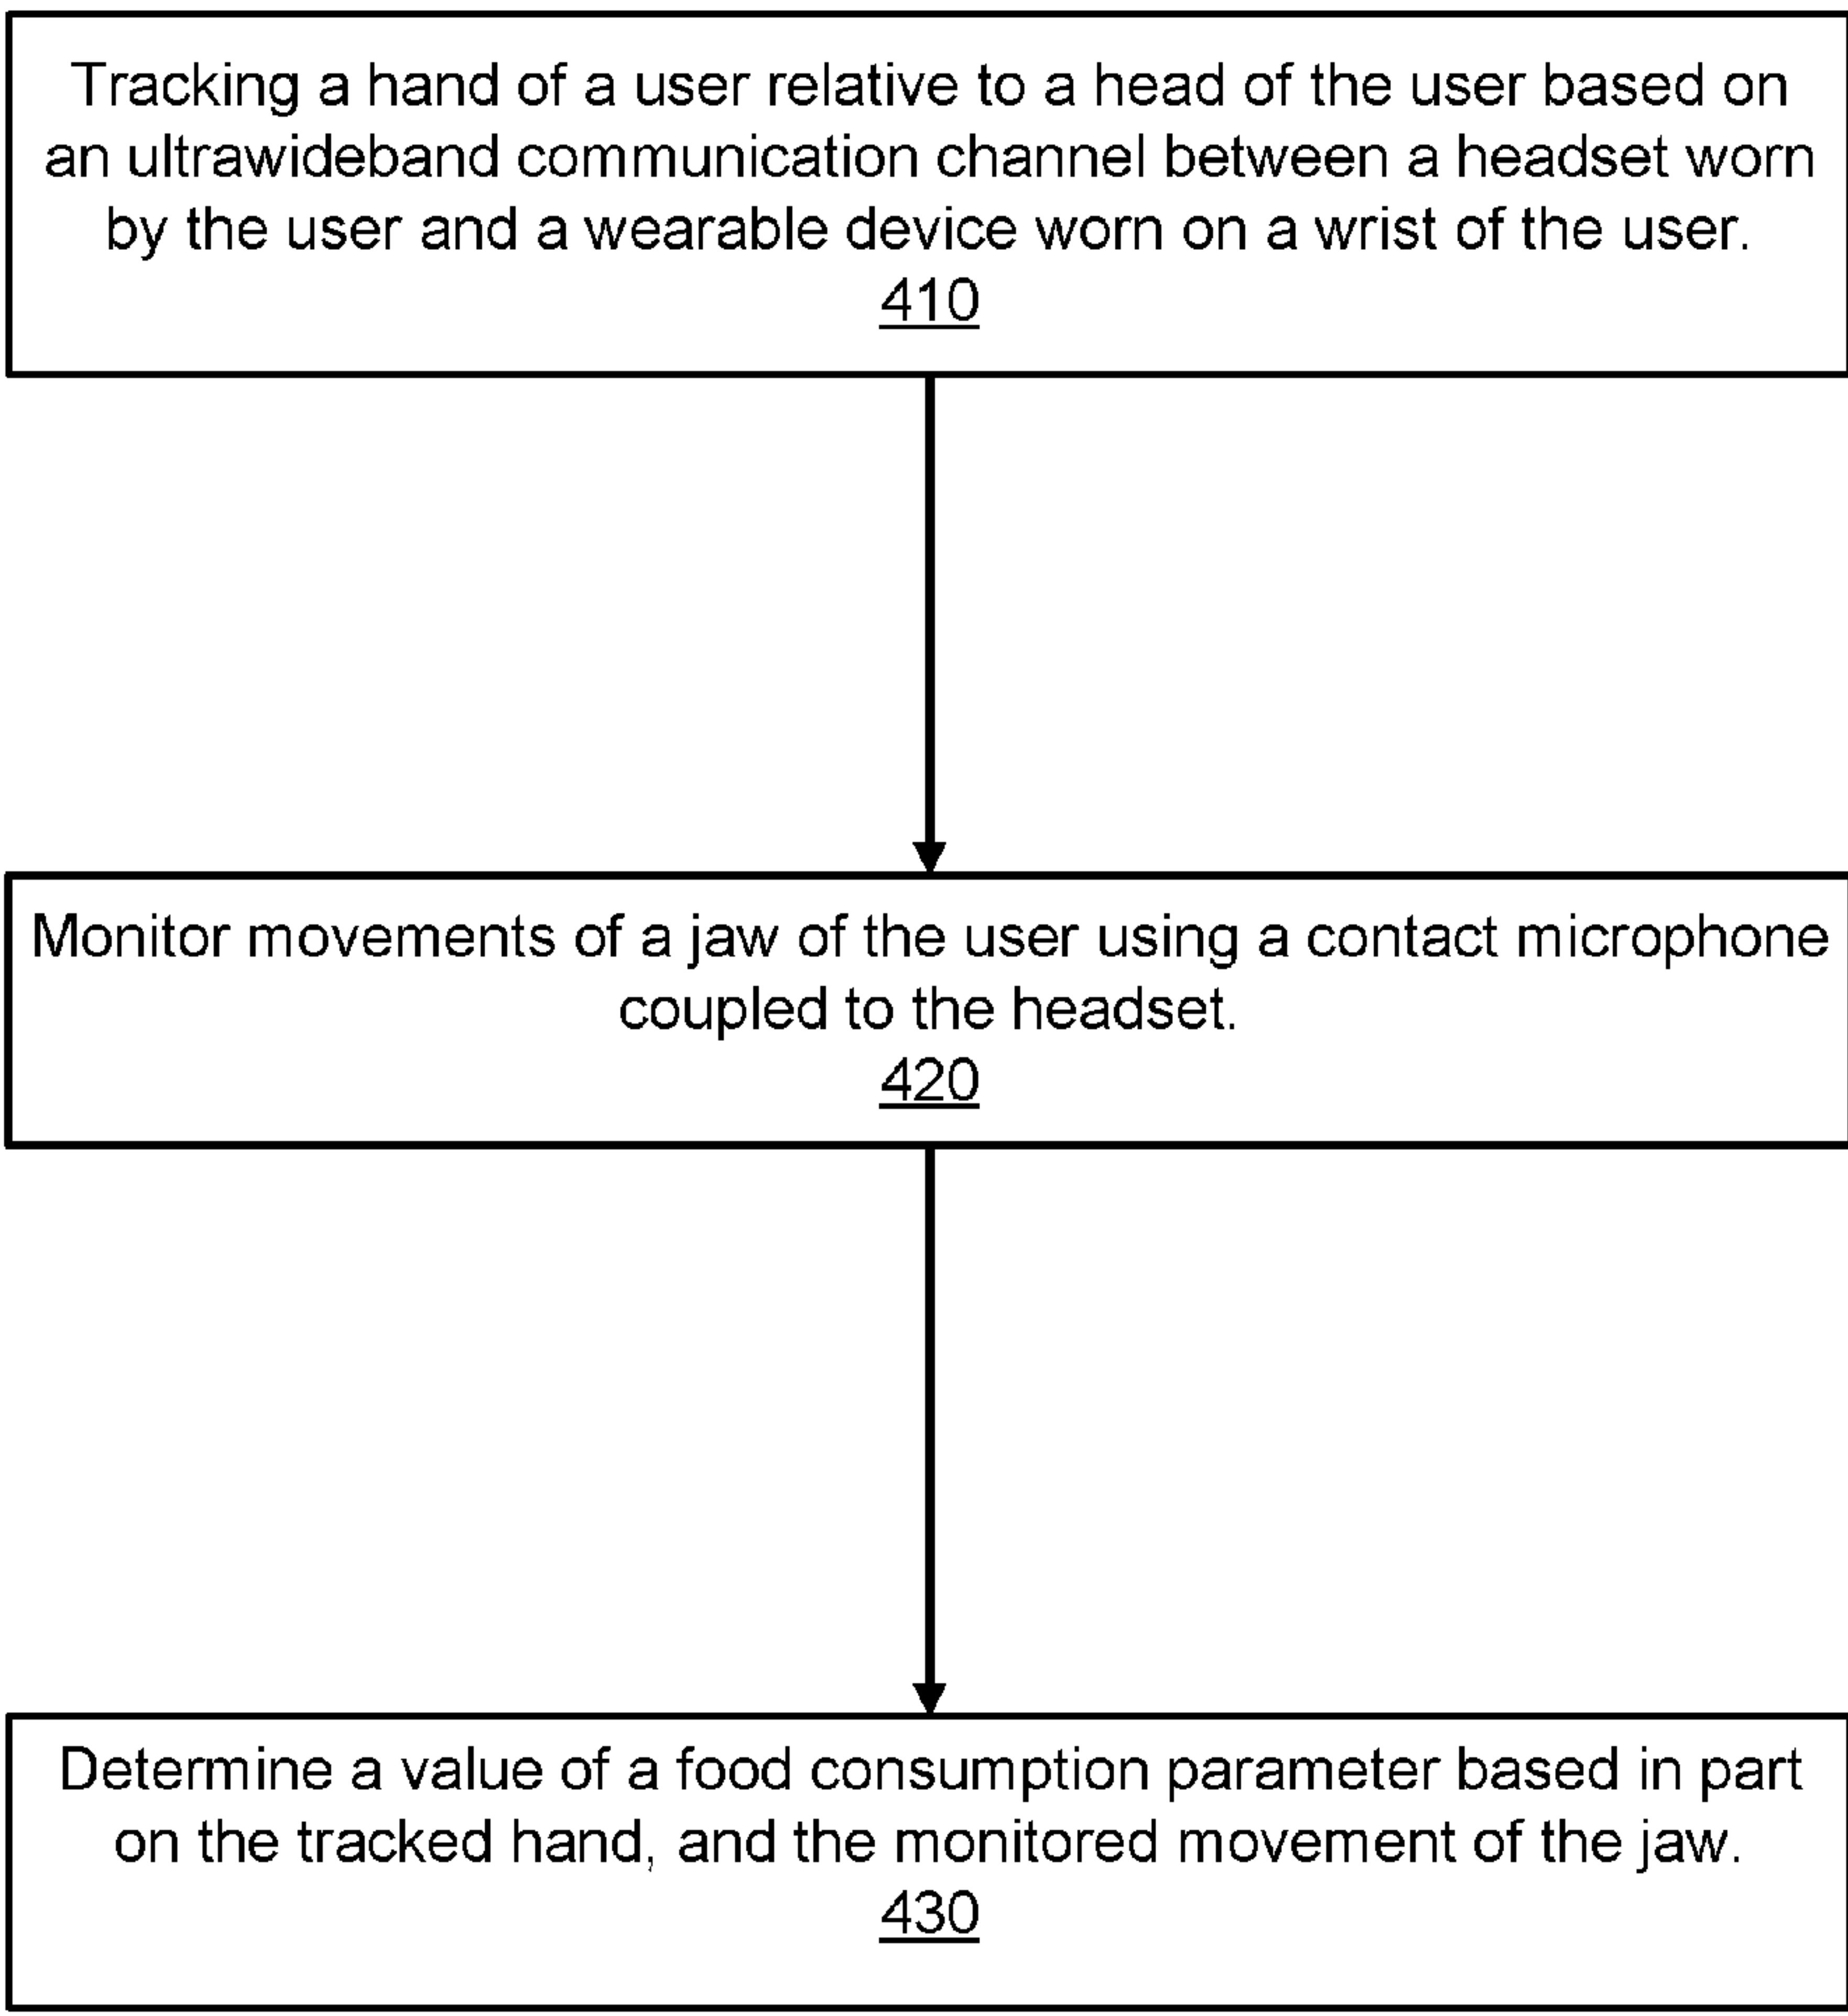 Tracking a hand of a user relative to a head of the user based on
an ultrawideband communication channel between a headset worn
by the user and a wearable device worn on a wrist of the user.
410
Monitor movements of a jaw of the user using a contact microphone
coupled to the headset.
420
Determine a value of a food consumption parameter based in part
on the tracked hand, and the monitored movement of the jaw.
430